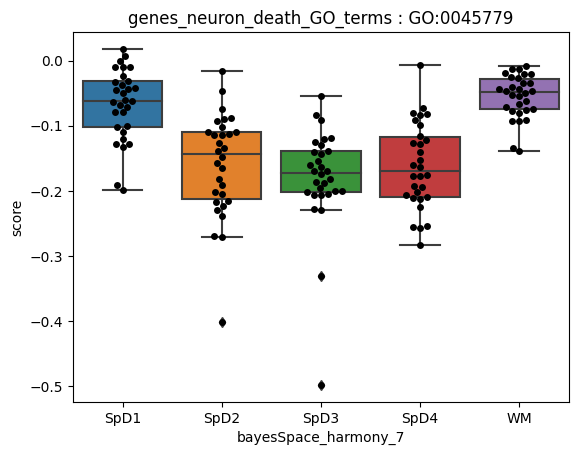 genes_neuron_death_GO_terms : GO:0045779
score
0.0
−0.1
−0.2
−0.3
−0.4
−0.5
SpD1 SpD2 SpD3 SpD4 WM
bayesSpace_harmony_7